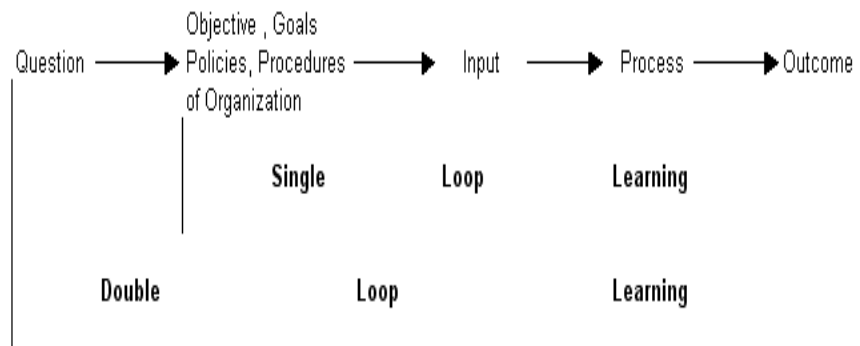 Objective , Goals
Question Policies, Procedures Input Process Outcome
of Organization
Single Loop Learning
Double Loop Learning